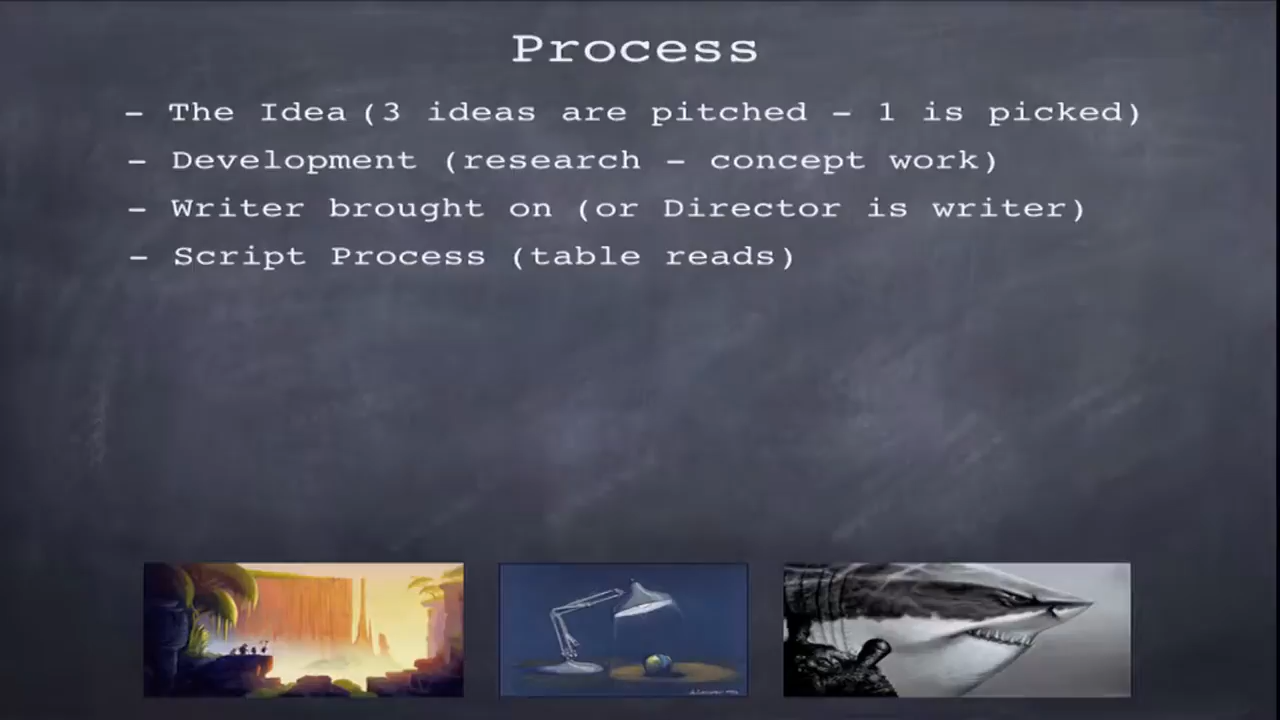 Process
– The Idea (3 ideas are pitched – 1 is picked)
– Development (research – concept work)
– Writer brought on (or Director is writer)
– Script Process (table reads)